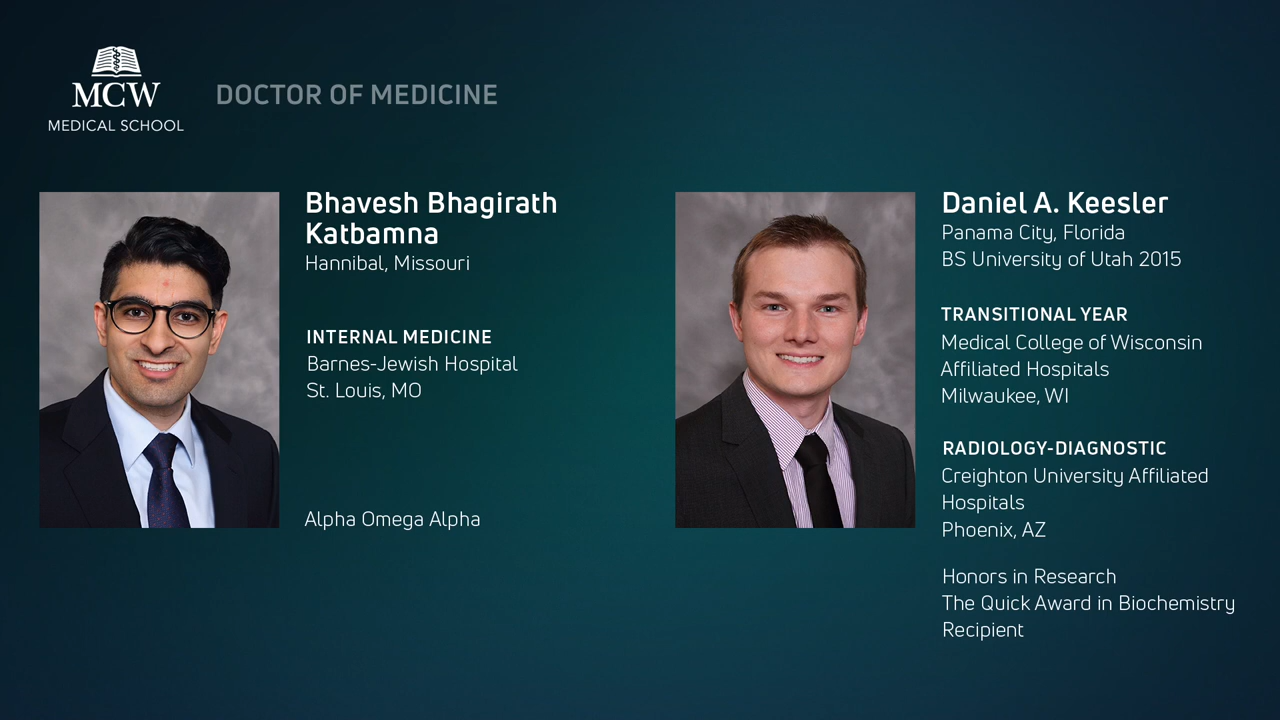 MCW
MEDICAL SCHOOL
DOCTOR OF MEDICINE
Bhavesh Bhagirath
Katbamna
Hannibal, Missouri
INTERNAL MEDICINE
Barnes-Jewish Hospital
St. Louis, MO
Alpha Omega Alpha
Daniel A. Keesler
Panama City, Florida
BS University of Utah 2015
TRANSITIONAL YEAR
Medical College of Wisconsin
Affiliated Hospitals
Milwaukee, WI
RADIOLOGY-DIAGNOSTIC
Creighton University Affiliated
Hospitals
Phoenix, AZ
Honors in Research
The Quick Award in Biochemistry
Recipient